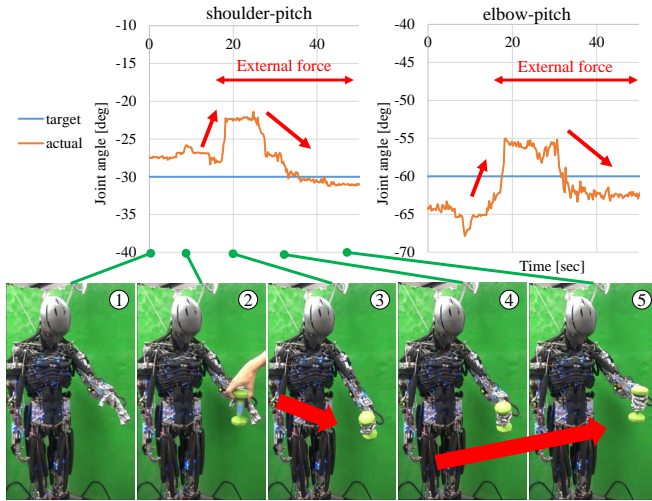 shoulder-pitch
elbow-pitch
-10
0
20
40
External force
-15
-20
-25
-30
-35
-40
Joint angle [deg]
target
actual
-40
0
20
40
External force
-45
-50
-55
-60
-65
-70
Joint angle [deg]
Time [sec]
1
2
3
4
5